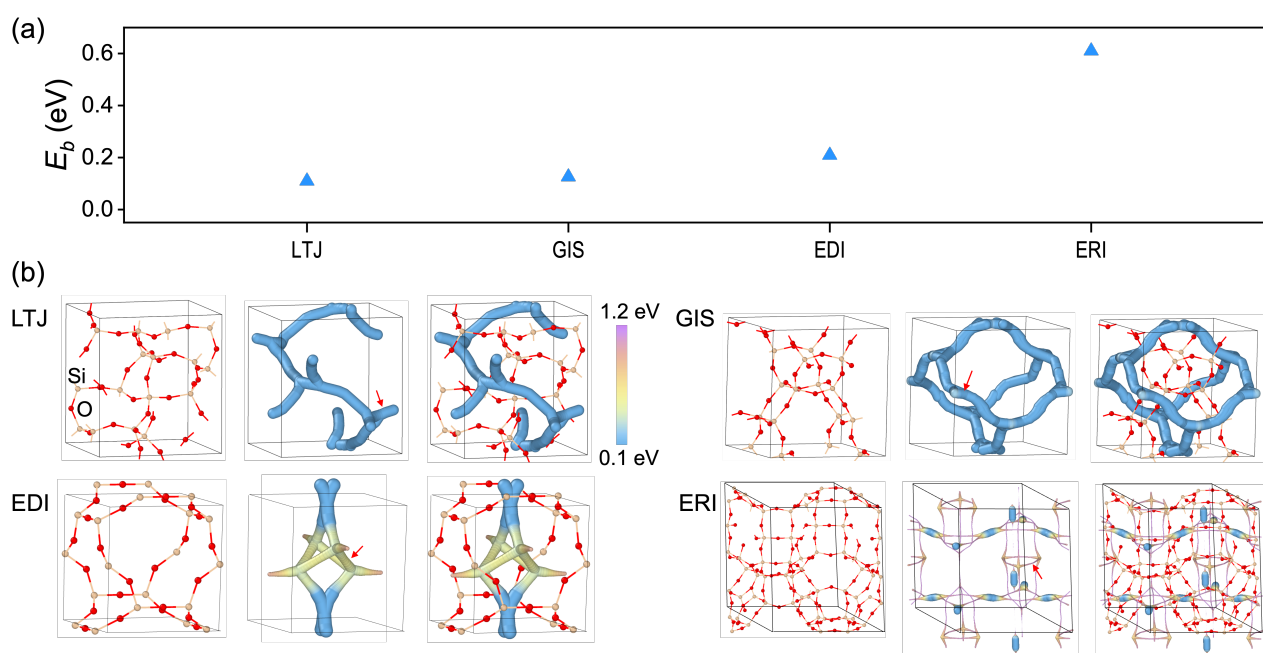 (a)
0.6
0.4
0.2
0.0
E_b (eV)
LTJ GIS EDI ERI
(b)
LTJ
Si
O
1.2 eV
0.1 eV
GIS
EDI
ERI